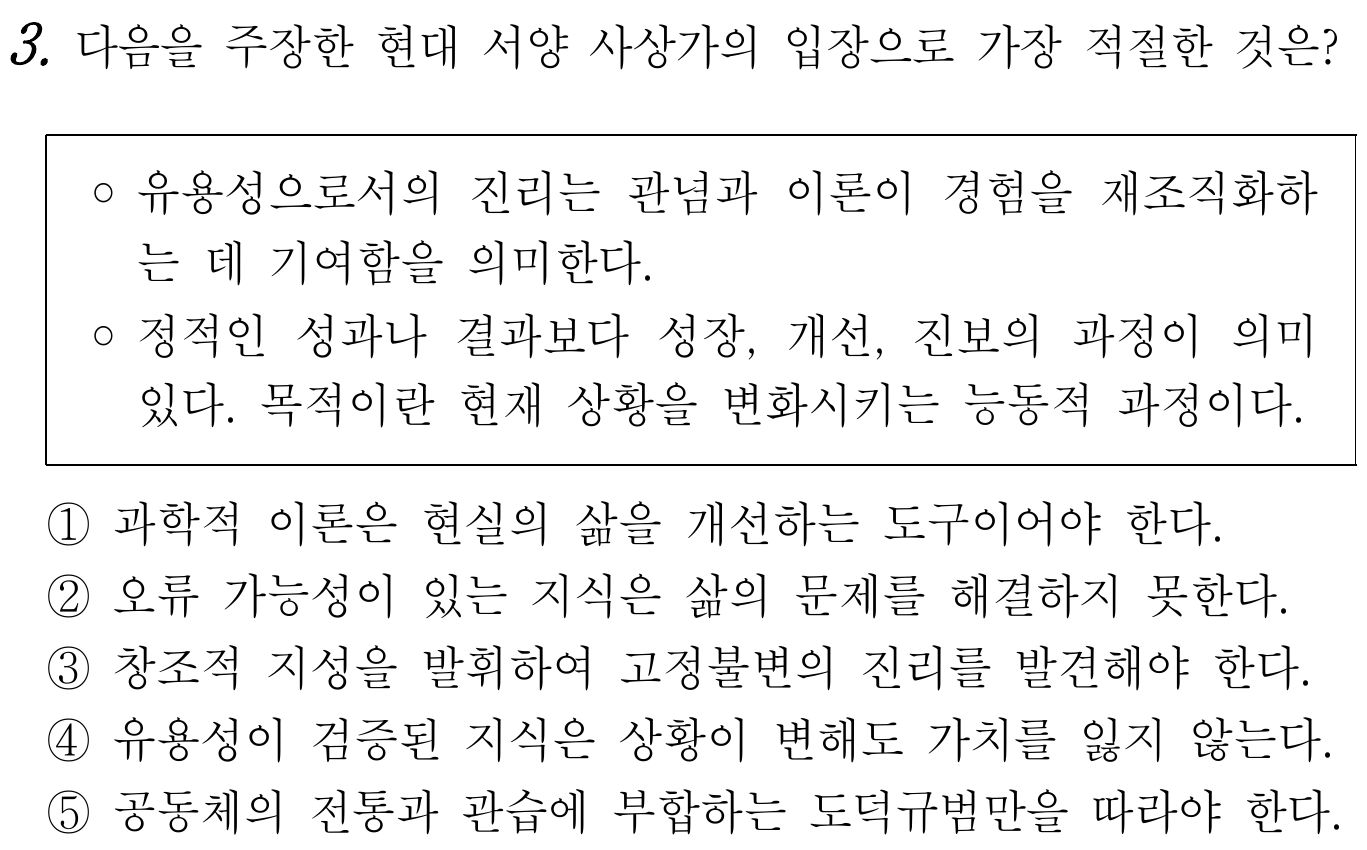 3. 다음을 주장한 현대 서양 사상가의 입장으로 가장 적절한 것은?
○ 유용성으로서의 진리는 관념과 이론이 경험을 재조직화하
는 데 기여함을 의미한다.
○ 정적인 성과나 결과보다 성장, 개선, 진보의 과정이 의미
있다. 목적이란 현재 상황을 변화시키는 능동적 과정이다.
① 과학적 이론은 현실의 삶을 개선하는 도구이어야 한다.
② 오류 가능성이 있는 지식은 삶의 문제를 해결하지 못한다.
③ 창조적 지성을 발휘하여 고정불변의 진리를 발견해야 한다.
④ 유용성이 검증된 지식은 상황이 변해도 가치를 잃지 않는다.
⑤ 공동체의 전통과 관습에 부합하는 도덕규범만을 따라야 한다.